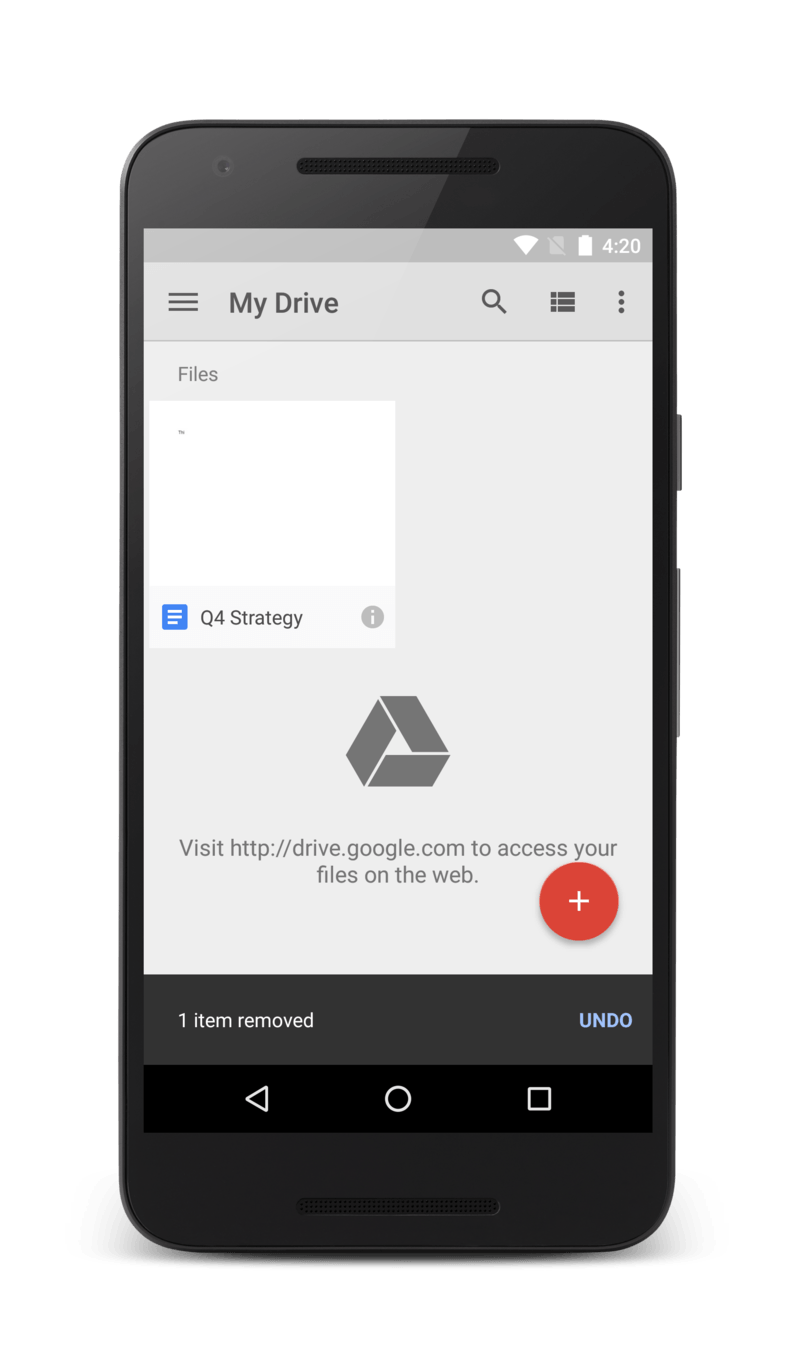 4:20
My Drive
Files
TM
Q4 Strategy
Visit http://drive.google.com to access your
files on the web.
1 item removed
UNDO